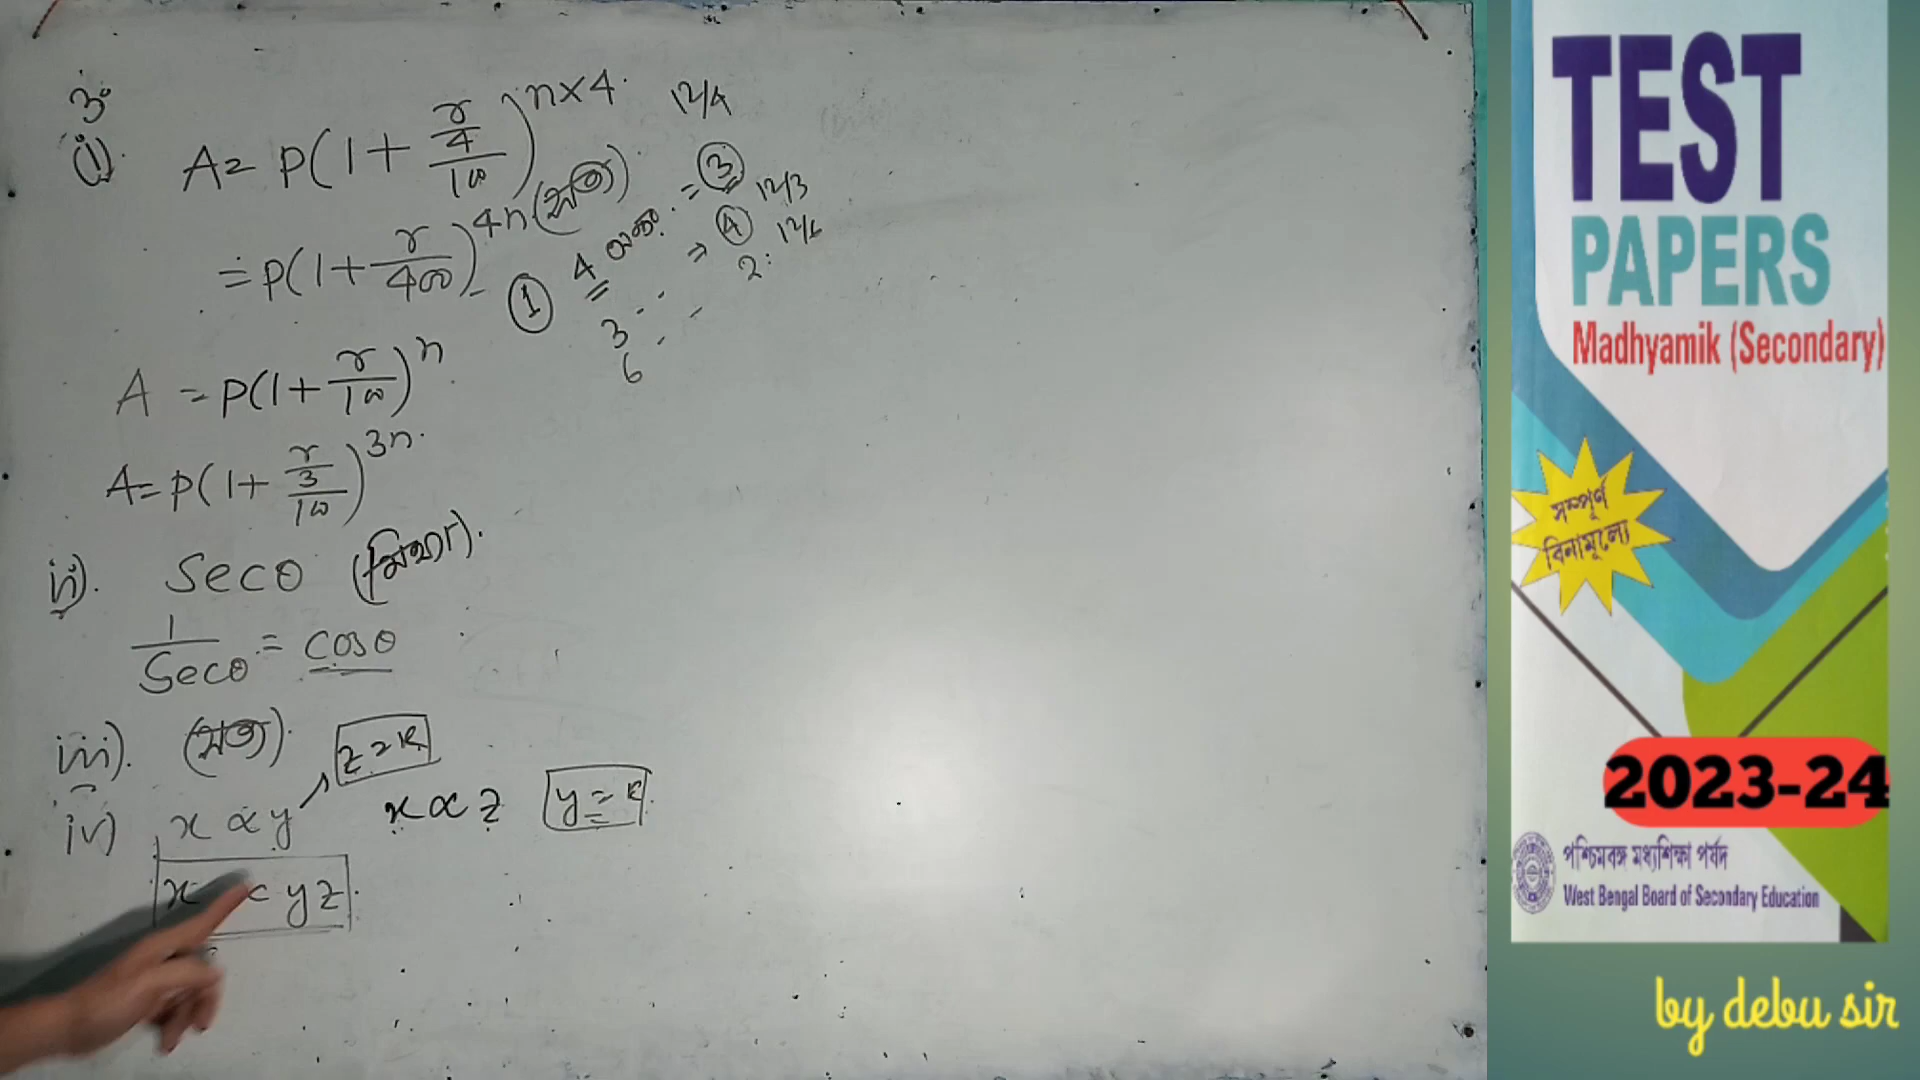 3.
(i). A = P(1 + r/4/100)^n×4. 12/4
= P(1 + r/400)^4n (সত্য).
① 4 = ③ 12/3
3 ⇒ ④ 12/6
6 2
A = P(1 + r/100)^n
A = P(1 + r/3/100)^3n.
ii). Secθ (মিথ্যা).
1/Secθ = cosθ
iii). (সত্য).
iv) x ∝ y z = k x ∝ z y = k
x ∝ yz
TEST
PAPERS
Madhyamik (Secondary)
সম্পূর্ণ
বিনামূল্যে
2023-24
পশ্চিমবঙ্গ মধ্যশিক্ষা পর্ষদ
West Bengal Board of Secondary Education
by debu sir